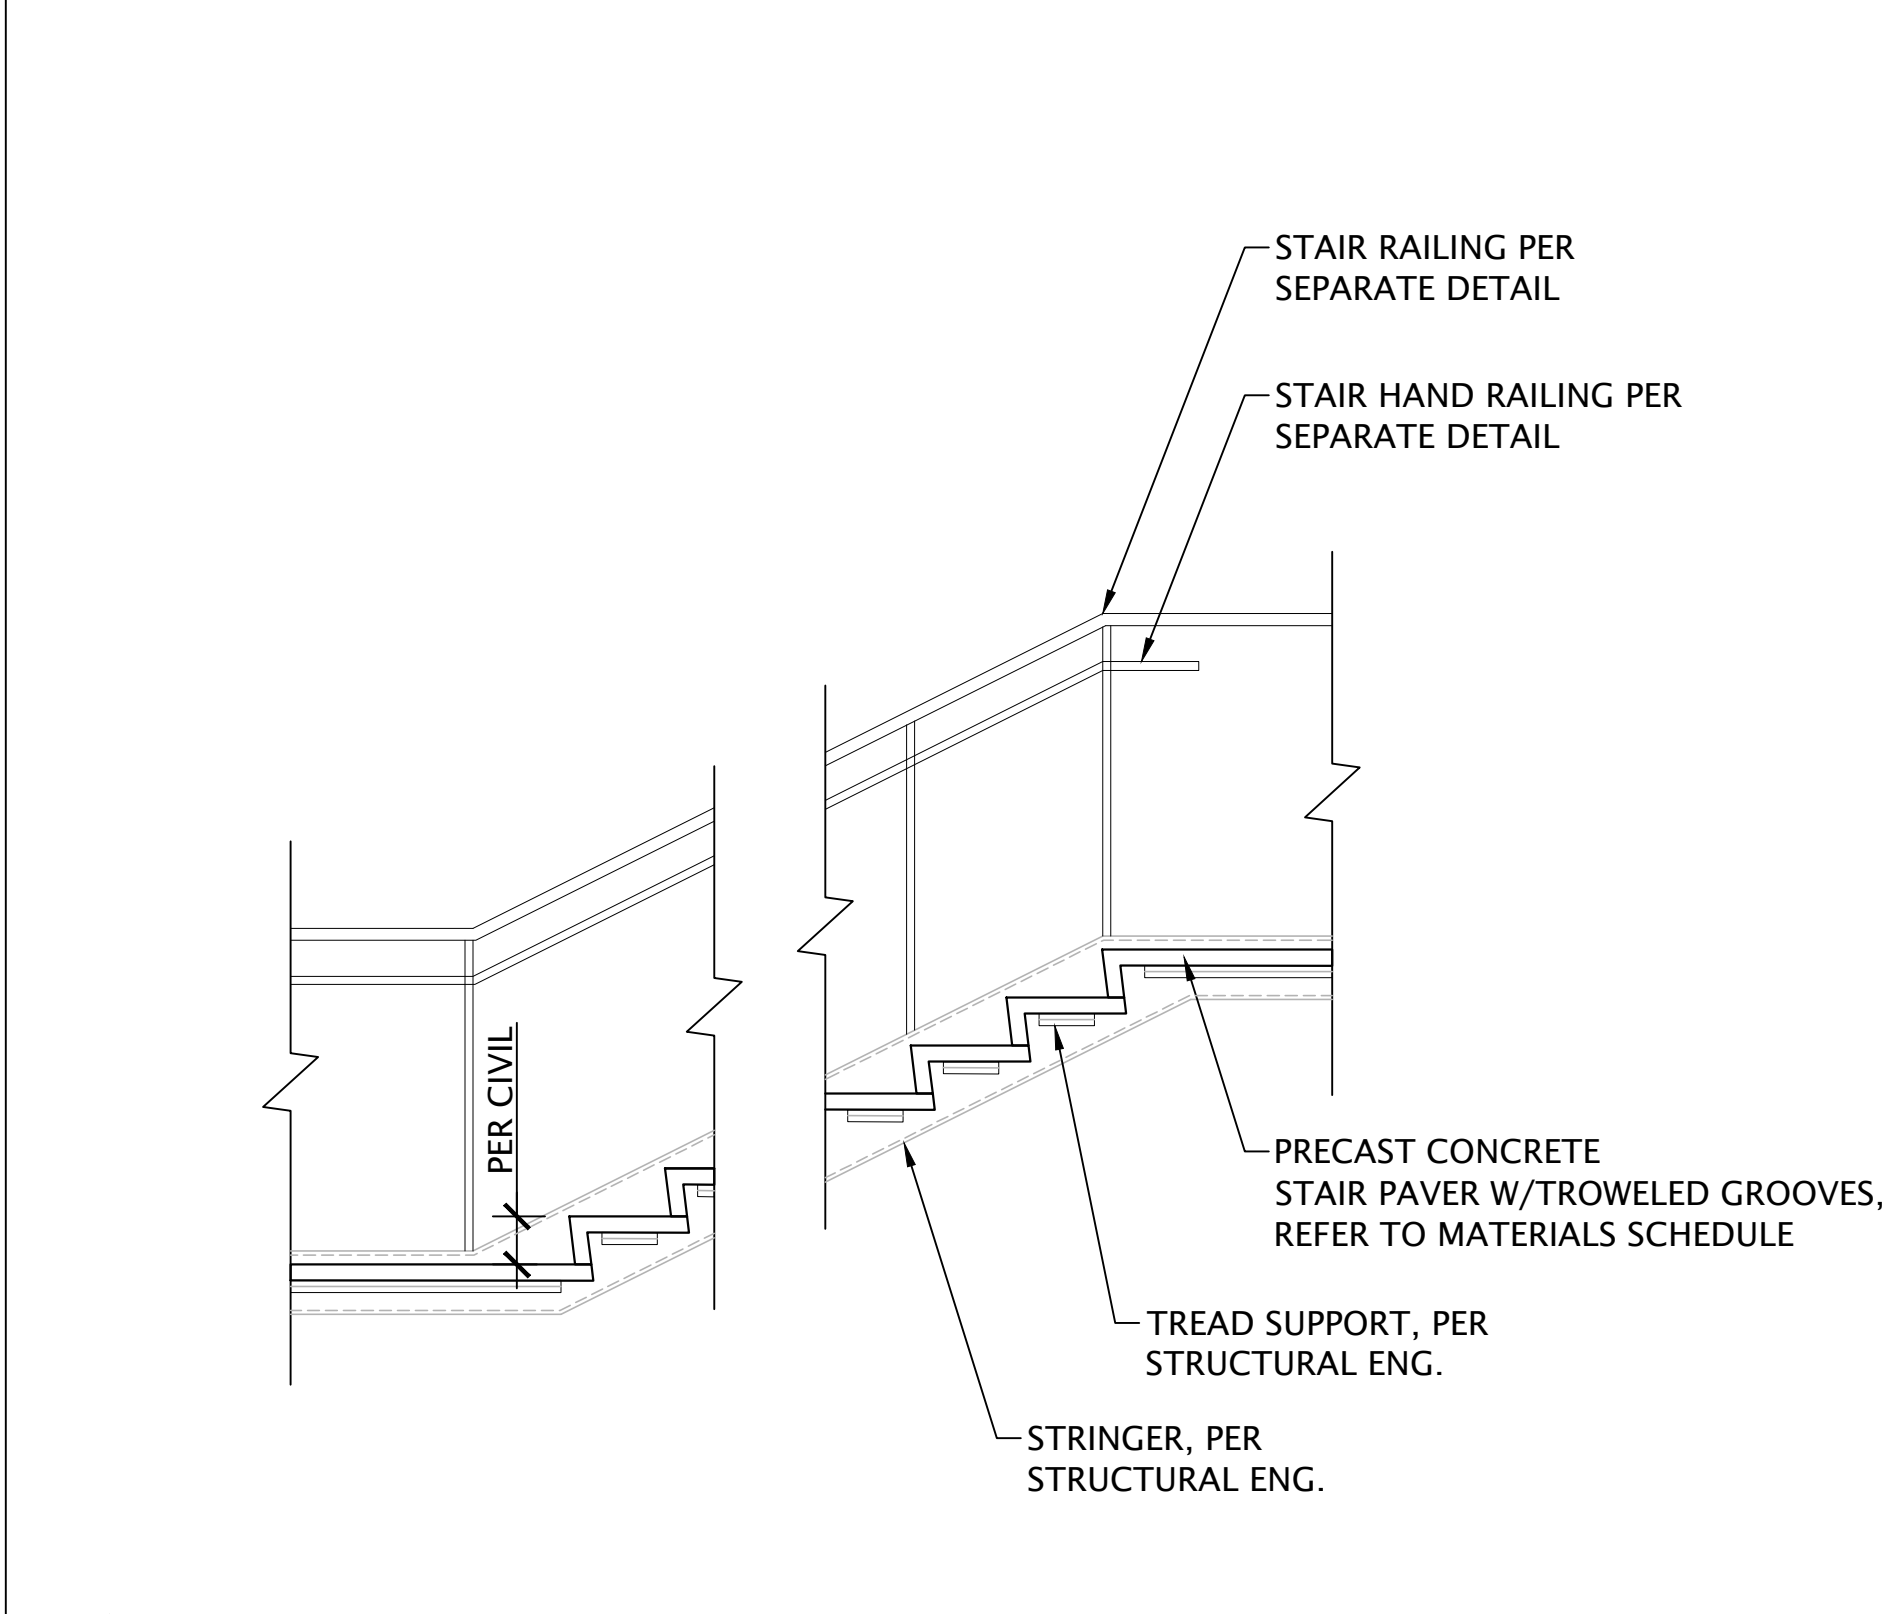 STAIR RAILING PER
SEPARATE DETAIL
STAIR HAND RAILING PER
SEPARATE DETAIL
PER CIVIL
PRECAST CONCRETE
STAIR PAVER W/TROWELED GROOVES,
REFER TO MATERIALS SCHEDULE
TREAD SUPPORT, PER
STRUCTURAL ENG.
STRINGER, PER
STRUCTURAL ENG.